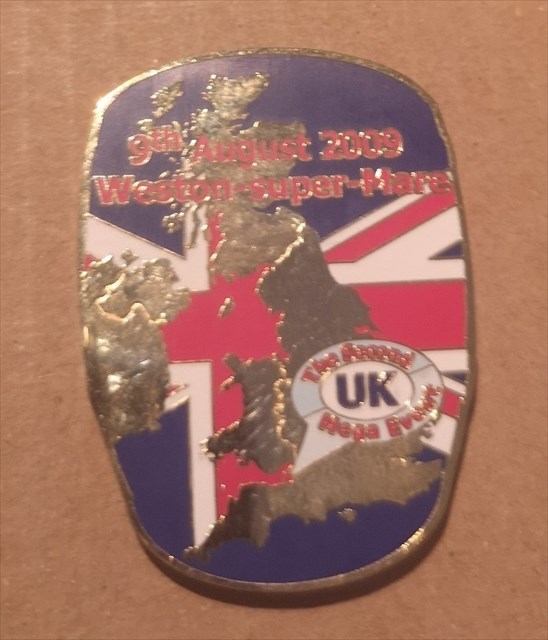 9th August 2009
Weston-super-Mare
The Second
UK
Mega Event